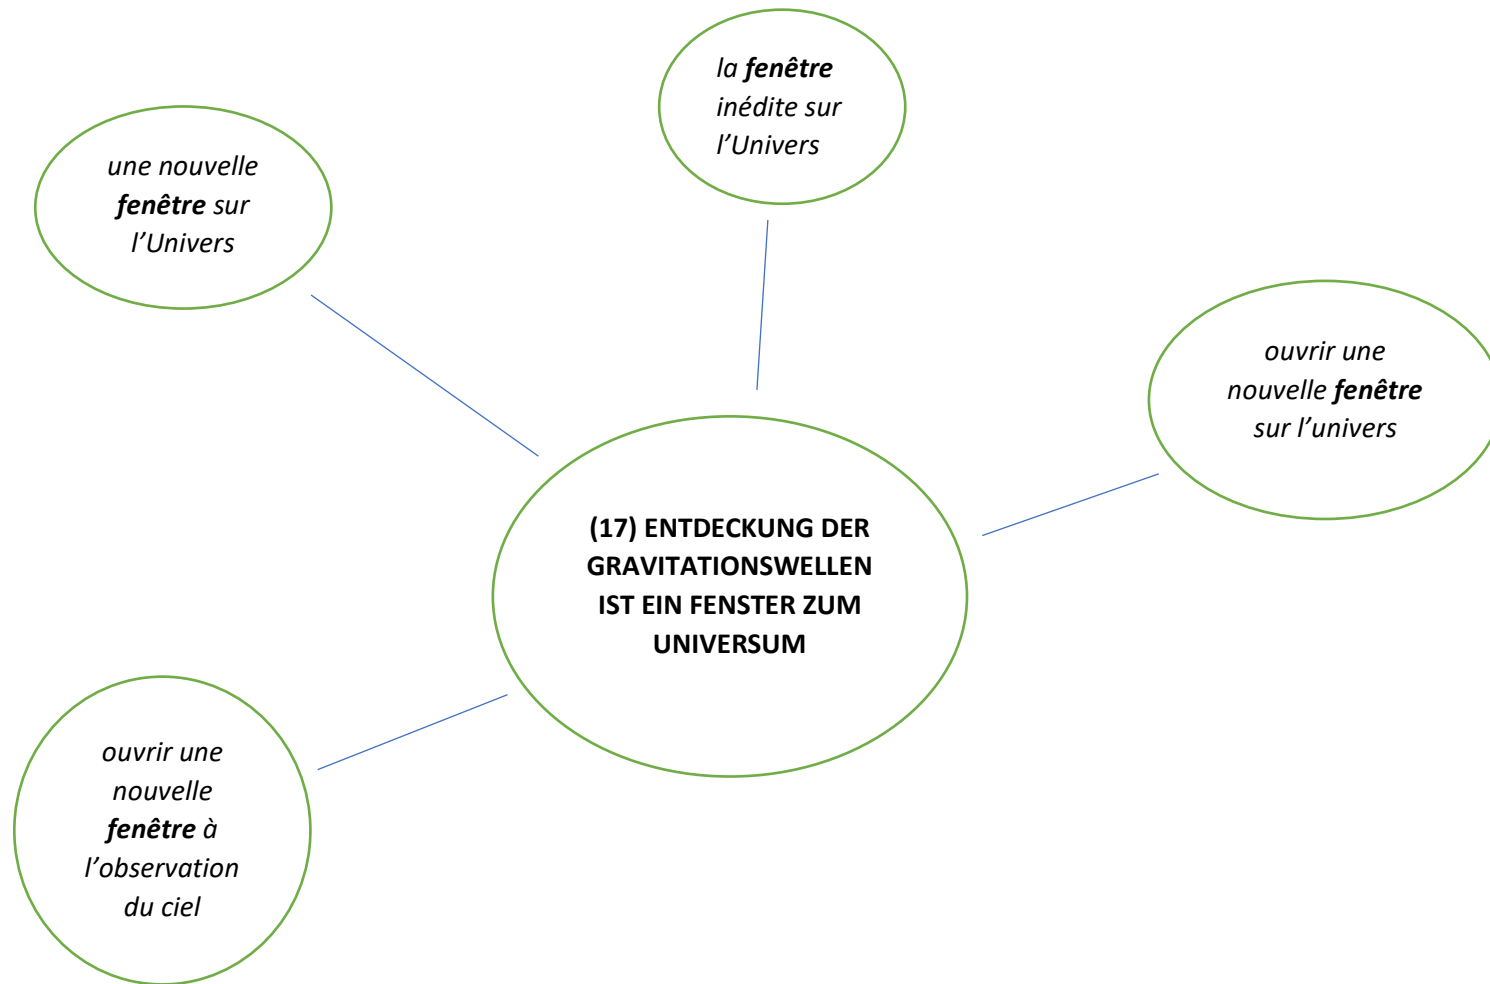 la fenêtre
inédite sur
l’Univers
une nouvelle
fenêtre sur
l’Univers
ouvrir une
nouvelle fenêtre
sur l’univers
(17) ENTDECKUNG DER
GRAVITATIONSWELLEN
IST EIN FENSTER ZUM
UNIVERSUM
ouvrir une
nouvelle
fenêtre à
l’observation
du ciel